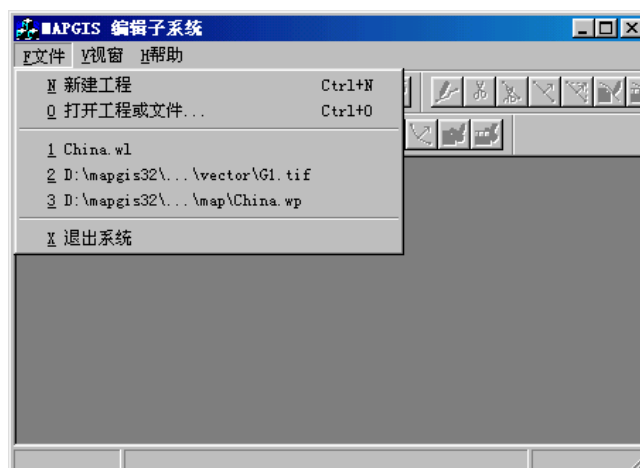 MAPGIS 编辑子系统
F文件 V视窗 H帮助
N 新建工程 Ctrl+N
O 打开工程或文件... Ctrl+O
1 China.wl
2 D:\mapgis32\...\vector\G1.tif
3 D:\mapgis32\...\map\China.wp
X 退出系统